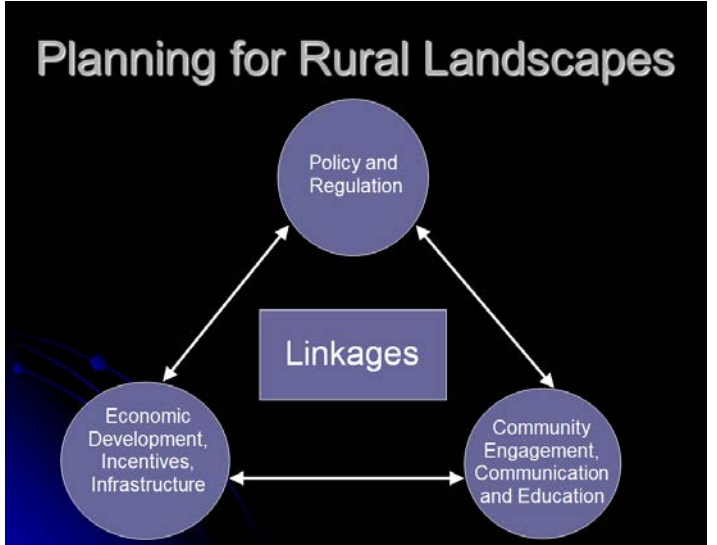 Planning for Rural Landscapes
Policy and
Regulation
Linkages
Economic
Development,
Incentives,
Infrastructure
Community
Engagement,
Communication
and Education